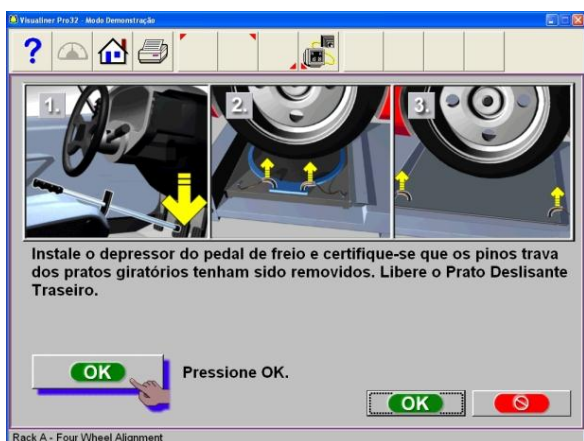 Visualiner Pro32 - Modo Demonstração
?
1. 2. 3.
Instale o depressor do pedal de freio e certifique-se que os pinos trava
dos pratos giratórios tenham sido removidos. Libere o Prato Deslisante
Traseiro.
OK Pressione OK.
OK
Rack A - Four Wheel Alignment